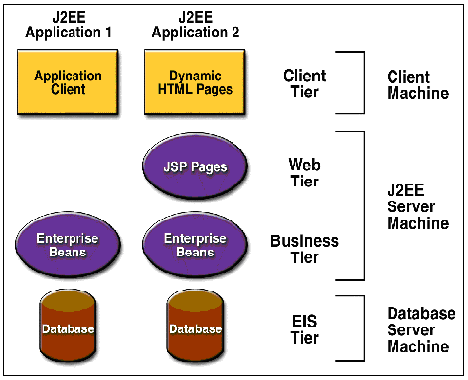 J2EE
Application 1
J2EE
Application 2
Application
Client
Dynamic
HTML Pages
Client
Tier
Client
Machine
JSP Pages
Web
Tier
J2EE
Server
Machine
Enterprise
Beans
Enterprise
Beans
Business
Tier
Database
Database
EIS
Tier
Database
Server
Machine